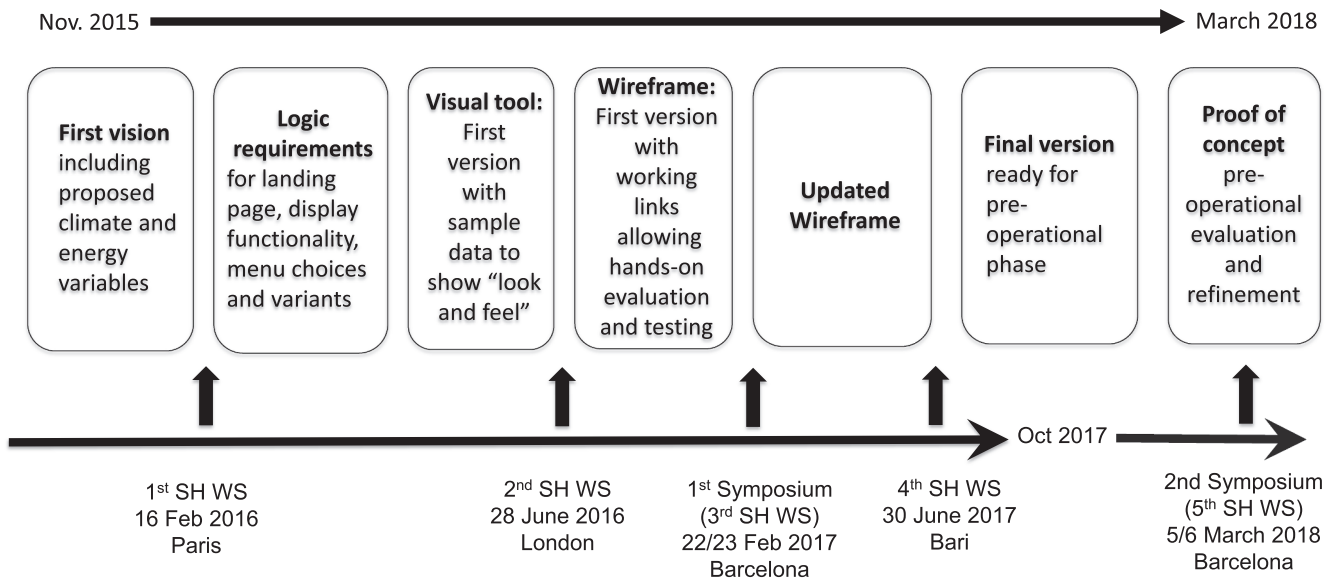 Nov. 2015
March 2018
First vision
including
proposed
climate and
energy
variables
Logic
requirements
for landing
page, display
functionality,
menu choices
and variants
Visual tool:
First
version
with
sample
data to
show “look
and feel”
Wireframe:
First version
with
working
links
allowing
hands-on
evaluation
and testing
Updated
Wireframe
Final version
ready for
pre-
operational
phase
Proof of
concept
pre-
operational
evaluation
and
refinement
Oct 2017
1st SH WS
16 Feb 2016
Paris
2nd SH WS
28 June 2016
London
1st Symposium
(3rd SH WS)
22/23 Feb 2017
Barcelona
4th SH WS
30 June 2017
Bari
2nd Symposium
(5th SH WS)
5/6 March 2018
Barcelona